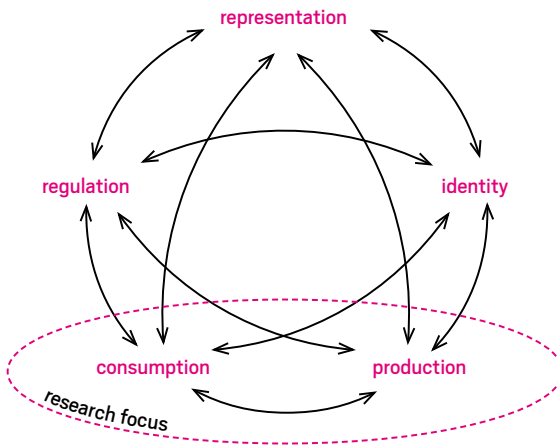 representation
regulation
identity
consumption
production
research focus